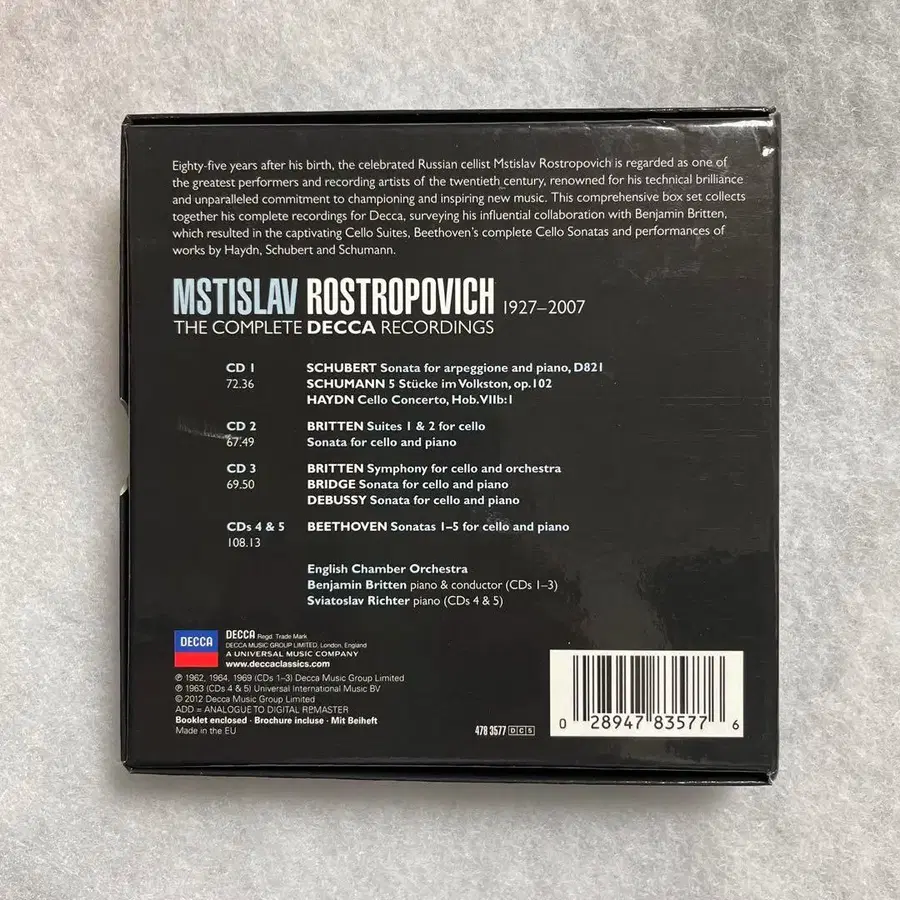 Eighty-five years after his birth, the celebrated Russian cellist Mstislav Rostropovich is regarded as one of
the greatest performers and recording artists of the twentieth century, renowned for his technical brilliance
and unparalleled commitment to championing and inspiring new music. This comprehensive box set collects
together his complete recordings for Decca, surveying his influential collaboration with Benjamin Britten,
which resulted in the captivating Cello Suites, Beethoven's complete Cello Sonatas and performances of
works by Haydn, Schubert and Schumann.
MSTISLAV ROSTROPOVICH 1927–2007
THE COMPLETE DECCA RECORDINGS
CD 1 SCHUBERT Sonata for arpeggione and piano, D821
72.36 SCHUMANN 5 Stücke im Volkston, op.102
HAYDN Cello Concerto, Hob.VIIb:1
CD 2 BRITTEN Suites 1 & 2 for cello
67.49 Sonata for cello and piano
CD 3 BRITTEN Symphony for cello and orchestra
69.50 BRIDGE Sonata for cello and piano
DEBUSSY Sonata for cello and piano
CDs 4 & 5 BEETHOVEN Sonatas 1–5 for cello and piano
108.13
English Chamber Orchestra
Benjamin Britten piano & conductor (CDs 1–3)
Sviatoslav Richter piano (CDs 4 & 5)
DECCA
DECCA Regd. Trade Mark
DECCA MUSIC GROUP LIMITED, London, England
A UNIVERSAL MUSIC COMPANY
www.deccaclassics.com
℗ 1962, 1964, 1969 (CDs 1–3) Decca Music Group Limited
℗ 1963 (CDs 4 & 5) Universal International Music BV
© 2012 Decca Music Group Limited
ADD = ANALOGUE TO DIGITAL REMASTER
Booklet enclosed · Brochure incluse · Mit Beiheft
Made in the EU
478 3577 DC5
0 28947 83577 6